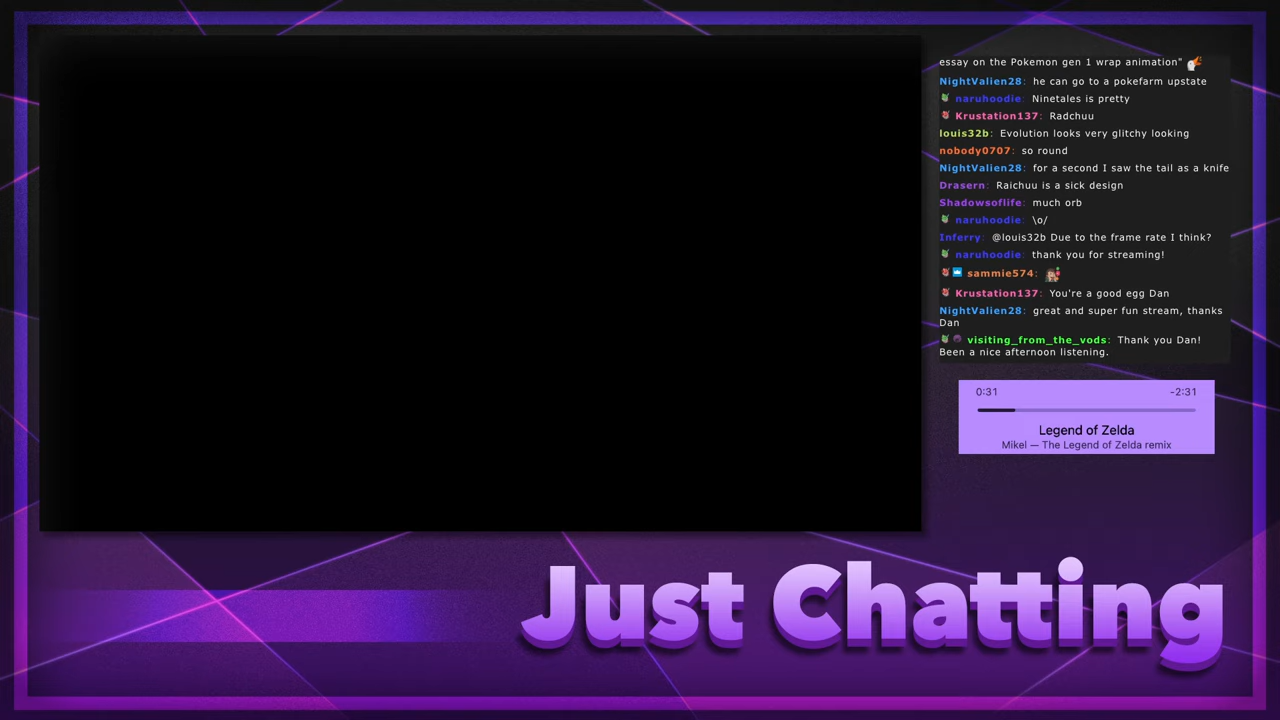 essay on the Pokemon gen 1 wrap animation"
NightValien28: he can go to a pokefarm upstate
naruhoodie: Ninetales is pretty
Krustation137: Radchuu
louis32b: Evolution looks very glitchy looking
nobody0707: so round
NightValien28: for a second I saw the tail as a knife
Drasern: Raichuu is a sick design
Shadowsoflife: much orb
naruhoodie: \o/
Inferry: @louis32b Due to the frame rate I think?
naruhoodie: thank you for streaming!
sammie574:
Krustation137: You're a good egg Dan
NightValien28: great and super fun stream, thanks
Dan
visiting_from_the_vods: Thank you Dan!
Been a nice afternoon listening.
0:31 -2:31
Legend of Zelda
Mikel — The Legend of Zelda remix
Just Chatting